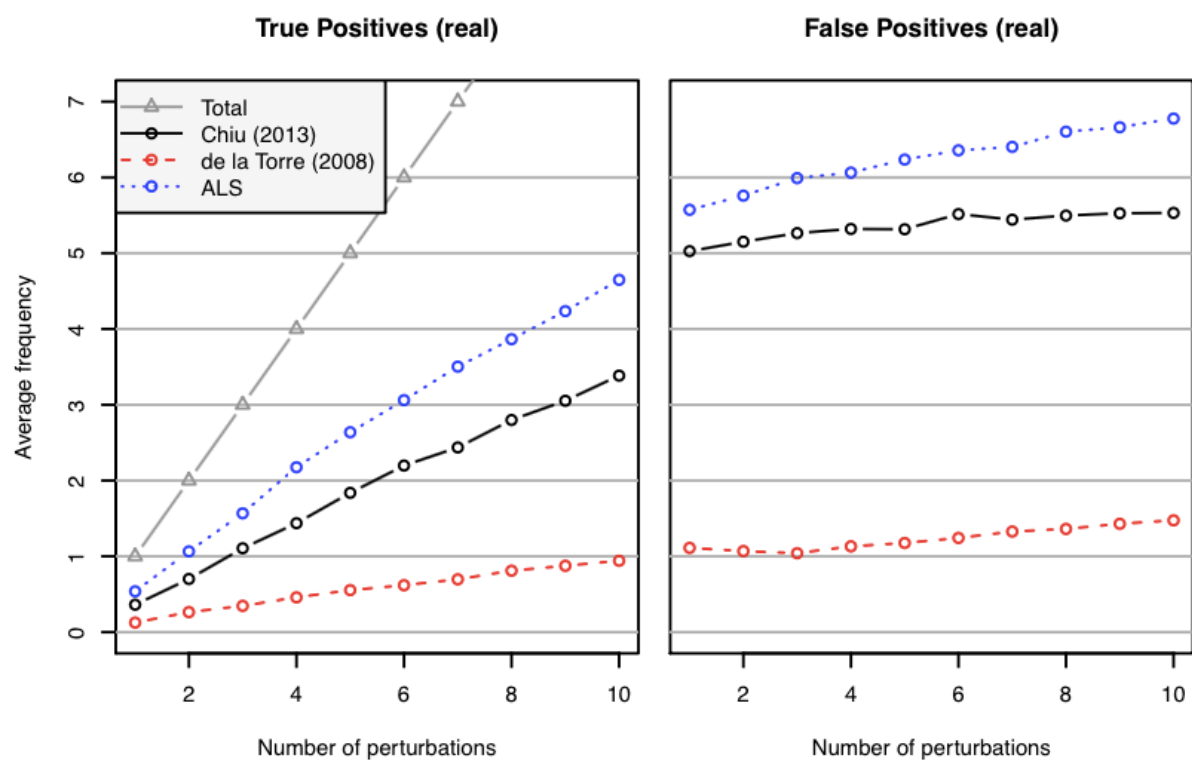 True Positives (real)
False Positives (real)
Total
Chiu (2013)
de la Torre (2008)
ALS
Average frequency
7
6
5
4
3
2
1
0
2 4 6 8 10
2 4 6 8 10
Number of perturbations
Number of perturbations